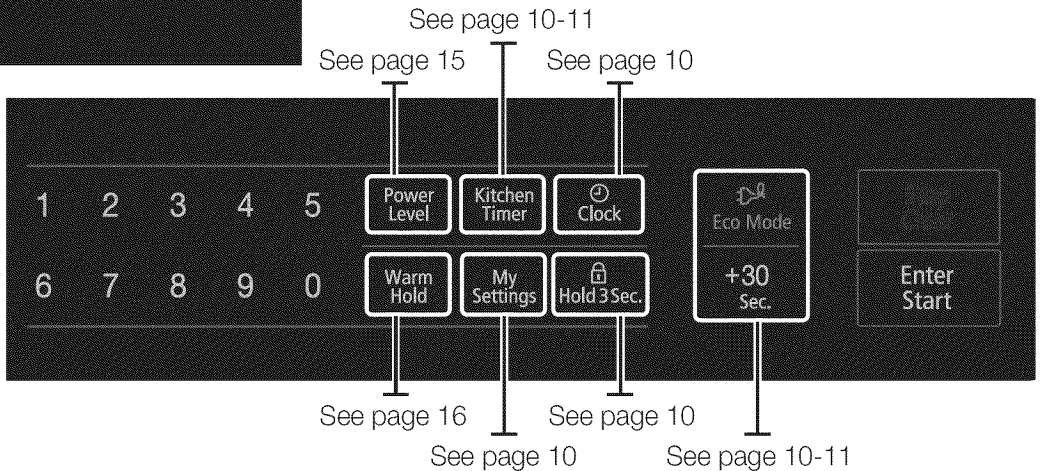 See page 10-11
See page 15
See page 10
1 2 3 4 5
Power
Level
Kitchen
Timer
Clock
Eco Mode
6 7 8 9 0
Warm
Hold
My
Settings
Hold 3 Sec.
+30
Sec.
Enter
Start
See page 16
See page 10
See page 10
See page 10-11